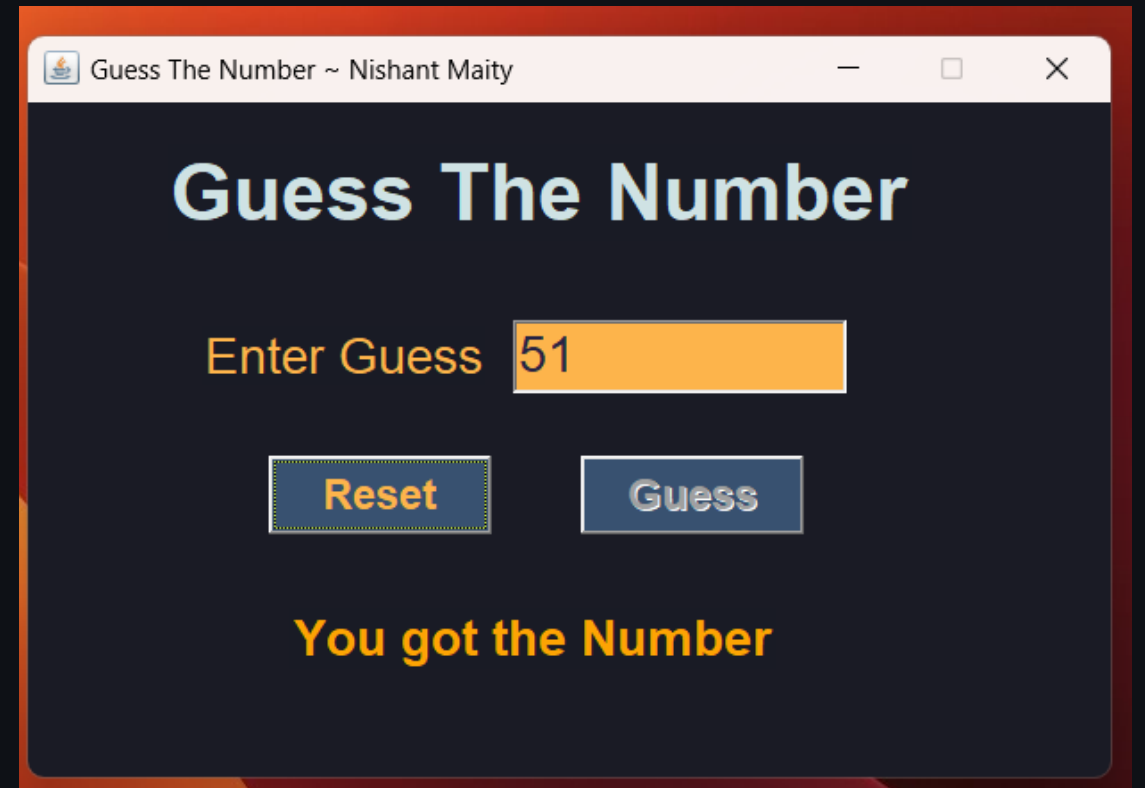 Guess The Number ~ Nishant Maity
Guess The Number
Enter Guess 51
Reset Guess
You got the Number